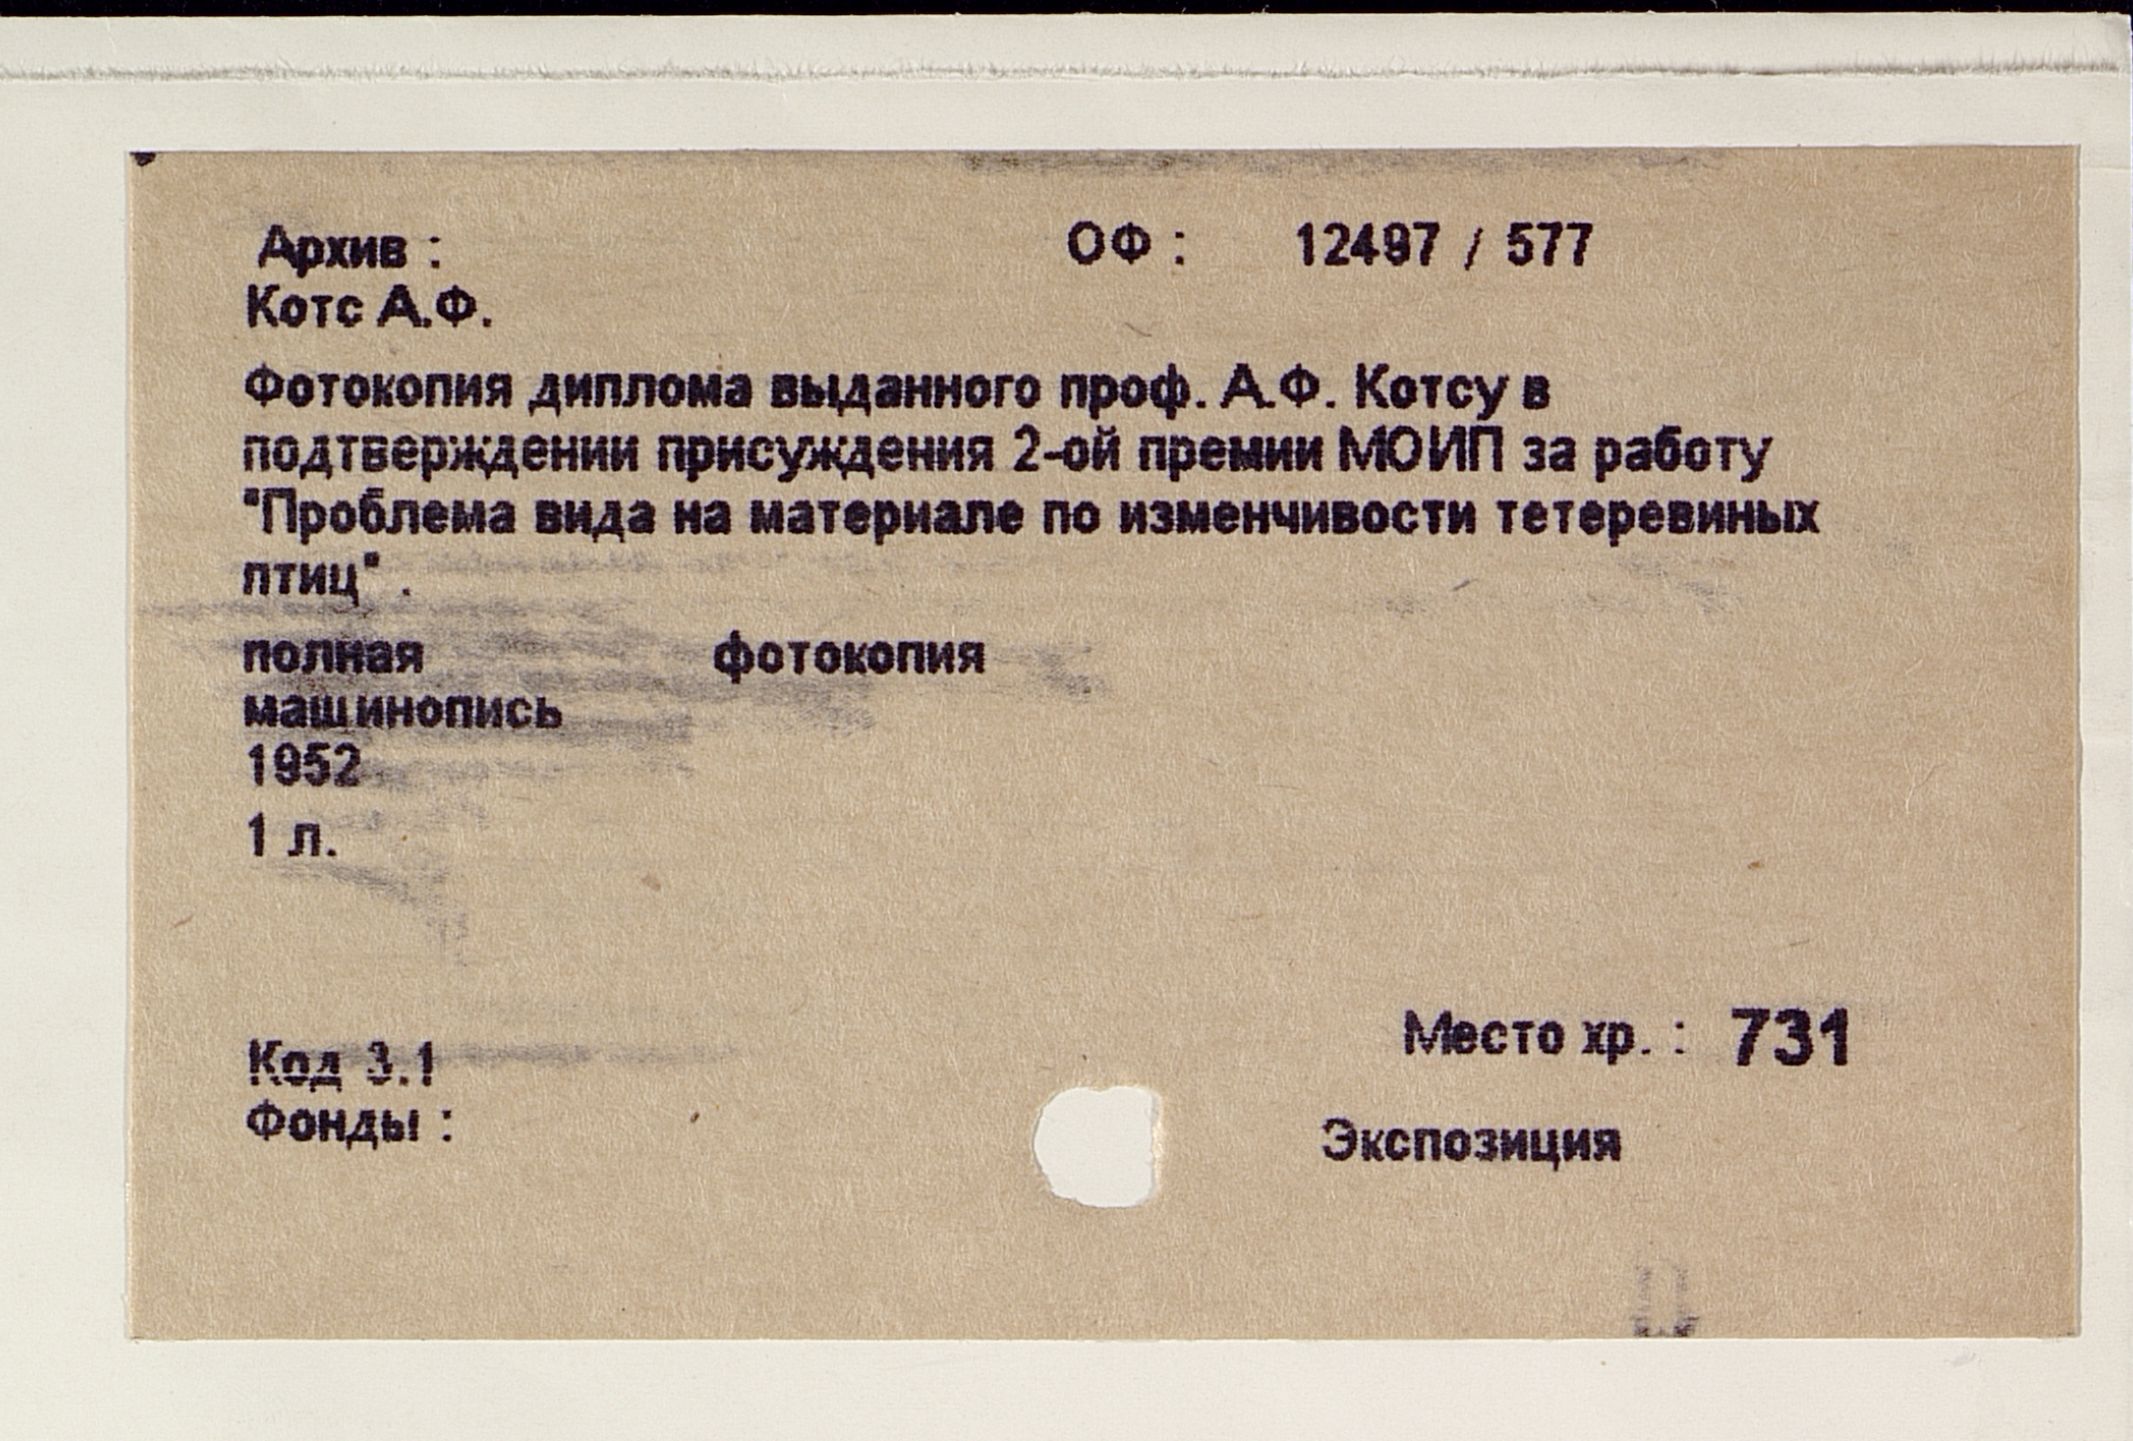 Архив : ОФ : 12497 / 577
Котс А.Ф.
Фотокопия диплома выданного проф. А.Ф. Котсу в
подтверждении присуждения 2-ой премии МОИП за работу
"Проблема вида на материале по изменчивости тетеревиных
птиц" .
полная фотокопия
машинопись
1952
1 л.
Место хр. : 731
Код 3.1
Фонды :
Экспозиция